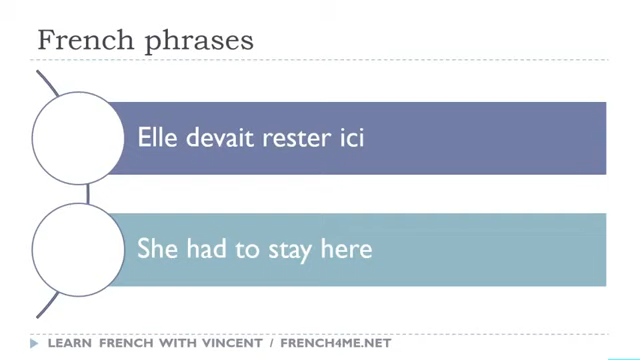 French phrases
Elle devait rester ici
She had to stay here
LEARN FRENCH WITH VINCENT / FRENCH4ME.NET